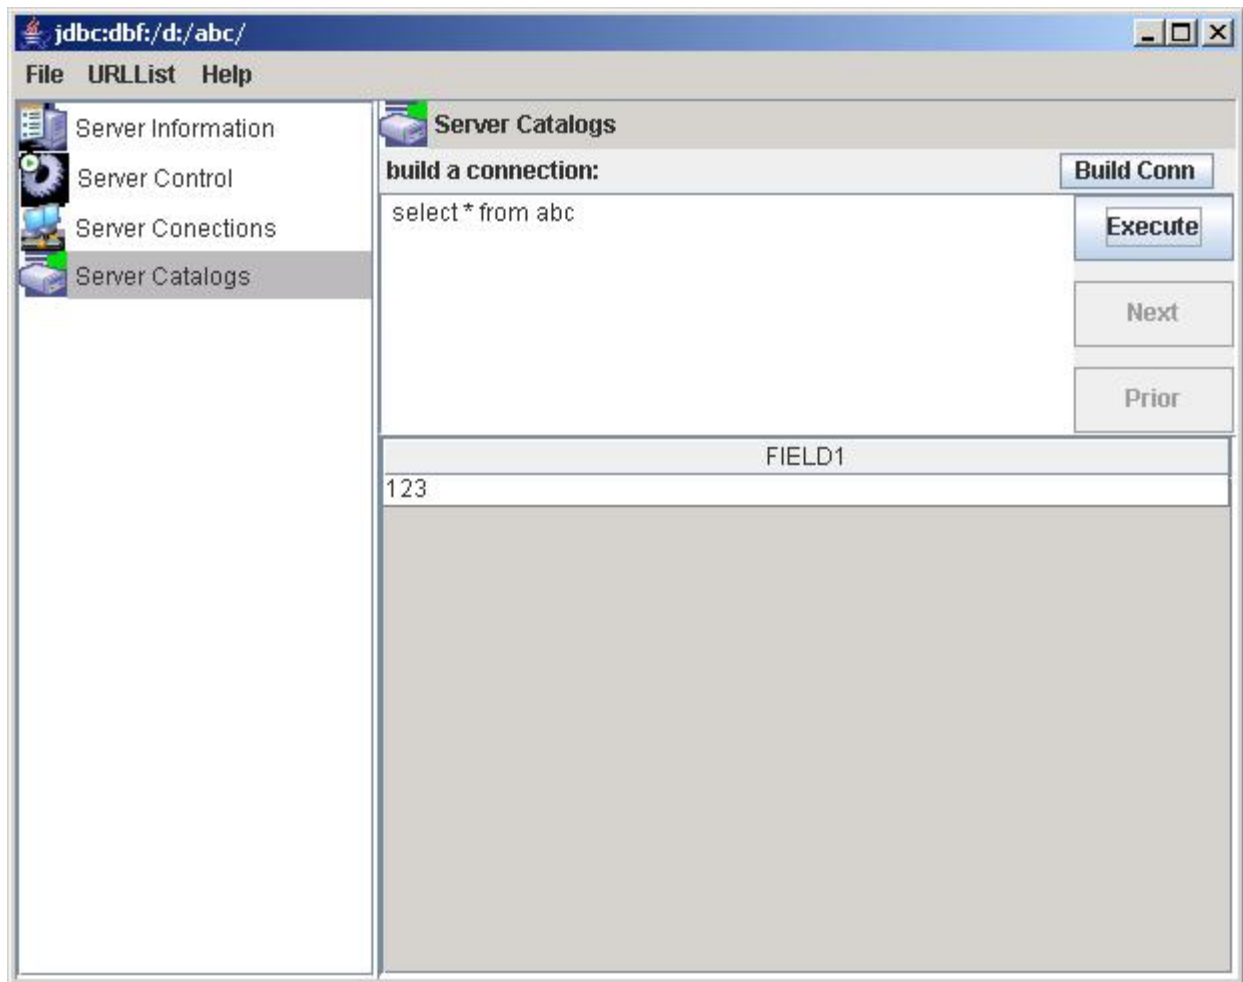 jdbc:dbf:/d:/abc/
File URLList Help
Server Information
Server Control
Server Conections
Server Catalogs
Server Catalogs
build a connection:
Build Conn
select * from abc
Execute
Next
Prior
FIELD1
123